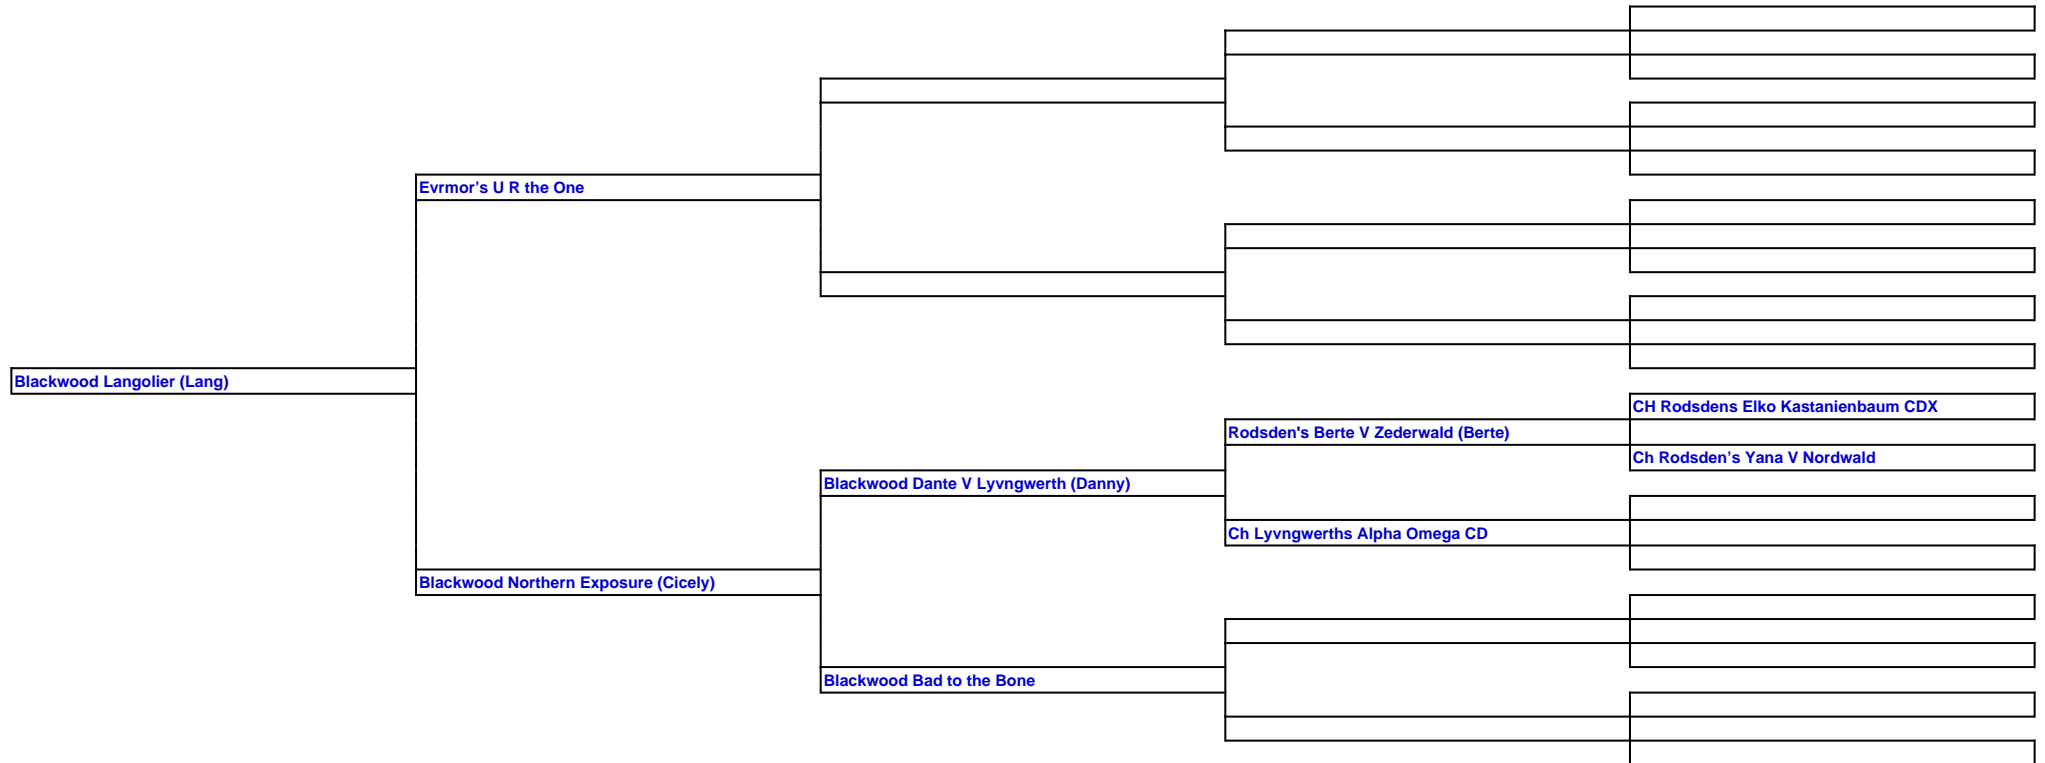 Evrmor’s U R the One
Blackwood Langolier (Lang)
CH Rodsdens Elko Kastanienbaum CDX
Rodsden's Berte V Zederwald (Berte)
Ch Rodsden’s Yana V Nordwald
Blackwood Dante V Lyvngwerth (Danny)
Ch Lyvngwerths Alpha Omega CD
Blackwood Northern Exposure (Cicely)
Blackwood Bad to the Bone